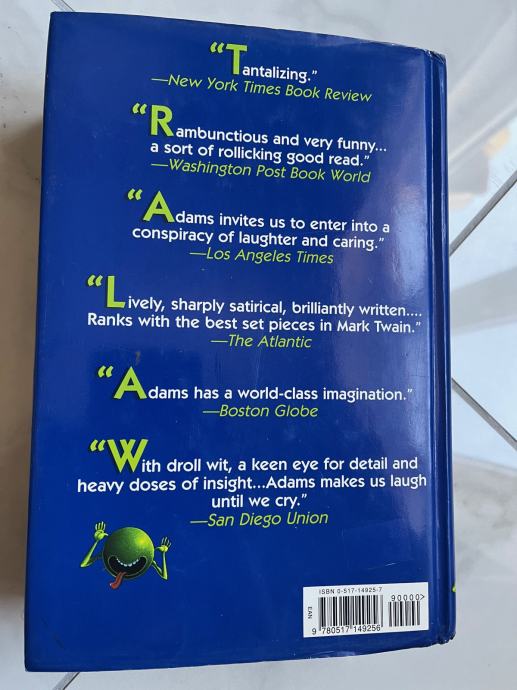 “Tantalizing.”
—New York Times Book Review
“Rambunctious and very funny...
a sort of rollicking good read.”
—Washington Post Book World
“Adams invites us to enter into a
conspiracy of laughter and caring.”
—Los Angeles Times
“Lively, sharply satirical, brilliantly written....
Ranks with the best set pieces in Mark Twain.”
—The Atlantic
“Adams has a world-class imagination.”
—Boston Globe
“With droll wit, a keen eye for detail and
heavy doses of insight...Adams makes us laugh
until we cry.”
—San Diego Union
ISBN 0-517-14925-7
90000>
EAN
9 780517 149256